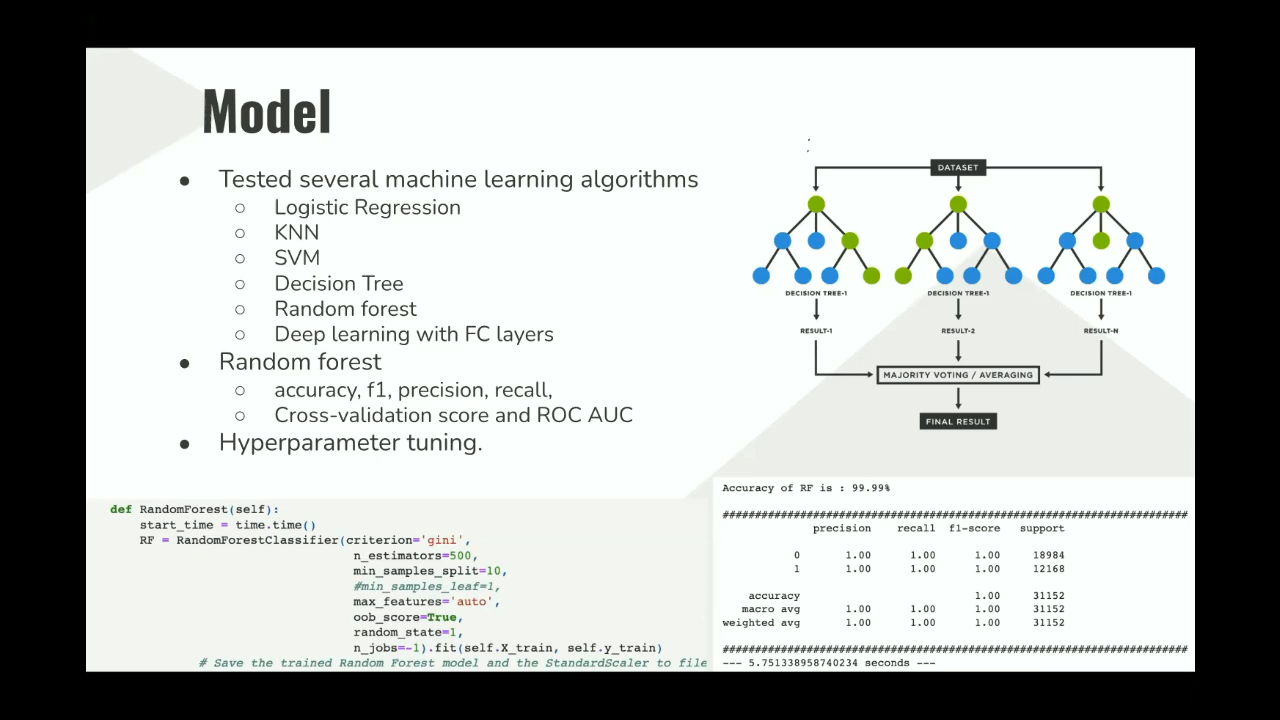 Model
● Tested several machine learning algorithms
○ Logistic Regression
○ KNN
○ SVM
○ Decision Tree
○ Random forest
○ Deep learning with FC layers
● Random forest
○ accuracy, f1, precision, recall,
○ Cross-validation score and ROC AUC
● Hyperparameter tuning.
DATASET
DECISION TREE-1 DECISION TREE-1 DECISION TREE-1
RESULT-1 RESULT-2 RESULT-N
MAJORITY VOTING / AVERAGING
FINAL RESULT
def RandomForest(self):
start_time = time.time()
RF = RandomForestClassifier(criterion='gini',
n_estimators=500,
min_samples_split=10,
#min_samples_leaf=1,
max_features='auto',
oob_score=True,
random_state=1,
n_jobs=-1).fit(self.X_train, self.y_train)
# Save the trained Random Forest model and the StandardScaler to file
Accuracy of RF is : 99.99%
################################################################################
precision recall f1-score support
0 1.00 1.00 1.00 18984
1 1.00 1.00 1.00 12168
accuracy 1.00 31152
macro avg 1.00 1.00 1.00 31152
weighted avg 1.00 1.00 1.00 31152
################################################################################
--- 5.751338958740234 seconds ---